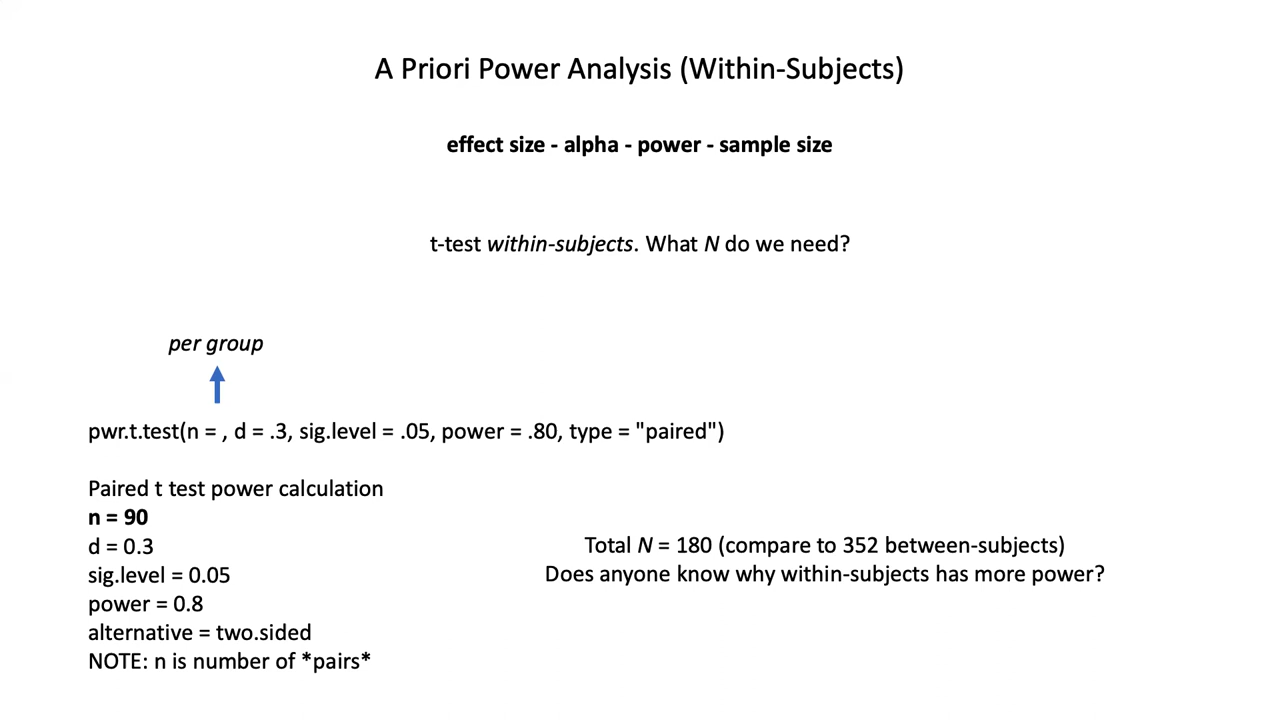 A Priori Power Analysis (Within-Subjects)
effect size - alpha - power - sample size
t-test within-subjects. What N do we need?
per group
pwr.t.test(n = , d = .3, sig.level = .05, power = .80, type = "paired")
Paired t test power calculation
n = 90
d = 0.3
sig.level = 0.05
power = 0.8
alternative = two.sided
NOTE: n is number of *pairs*
Total N = 180 (compare to 352 between-subjects)
Does anyone know why within-subjects has more power?